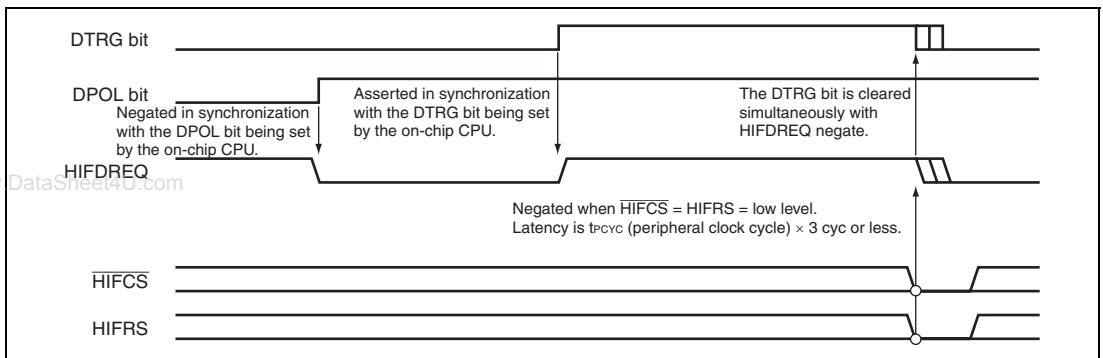 DTRG bit
DPOL bit
Negated in synchronization
with the DPOL bit being set
by the on-chip CPU.
Asserted in synchronization
with the DTRG bit being set
by the on-chip CPU.
The DTRG bit is cleared
simultaneously with
HIFDREQ negate.
HIFDREQ
.DataSheet4U.com
Negated when HIFCS = HIFRS = low level.
Latency is tPCYC (peripheral clock cycle) × 3 cyc or less.
HIFCS
HIFRS